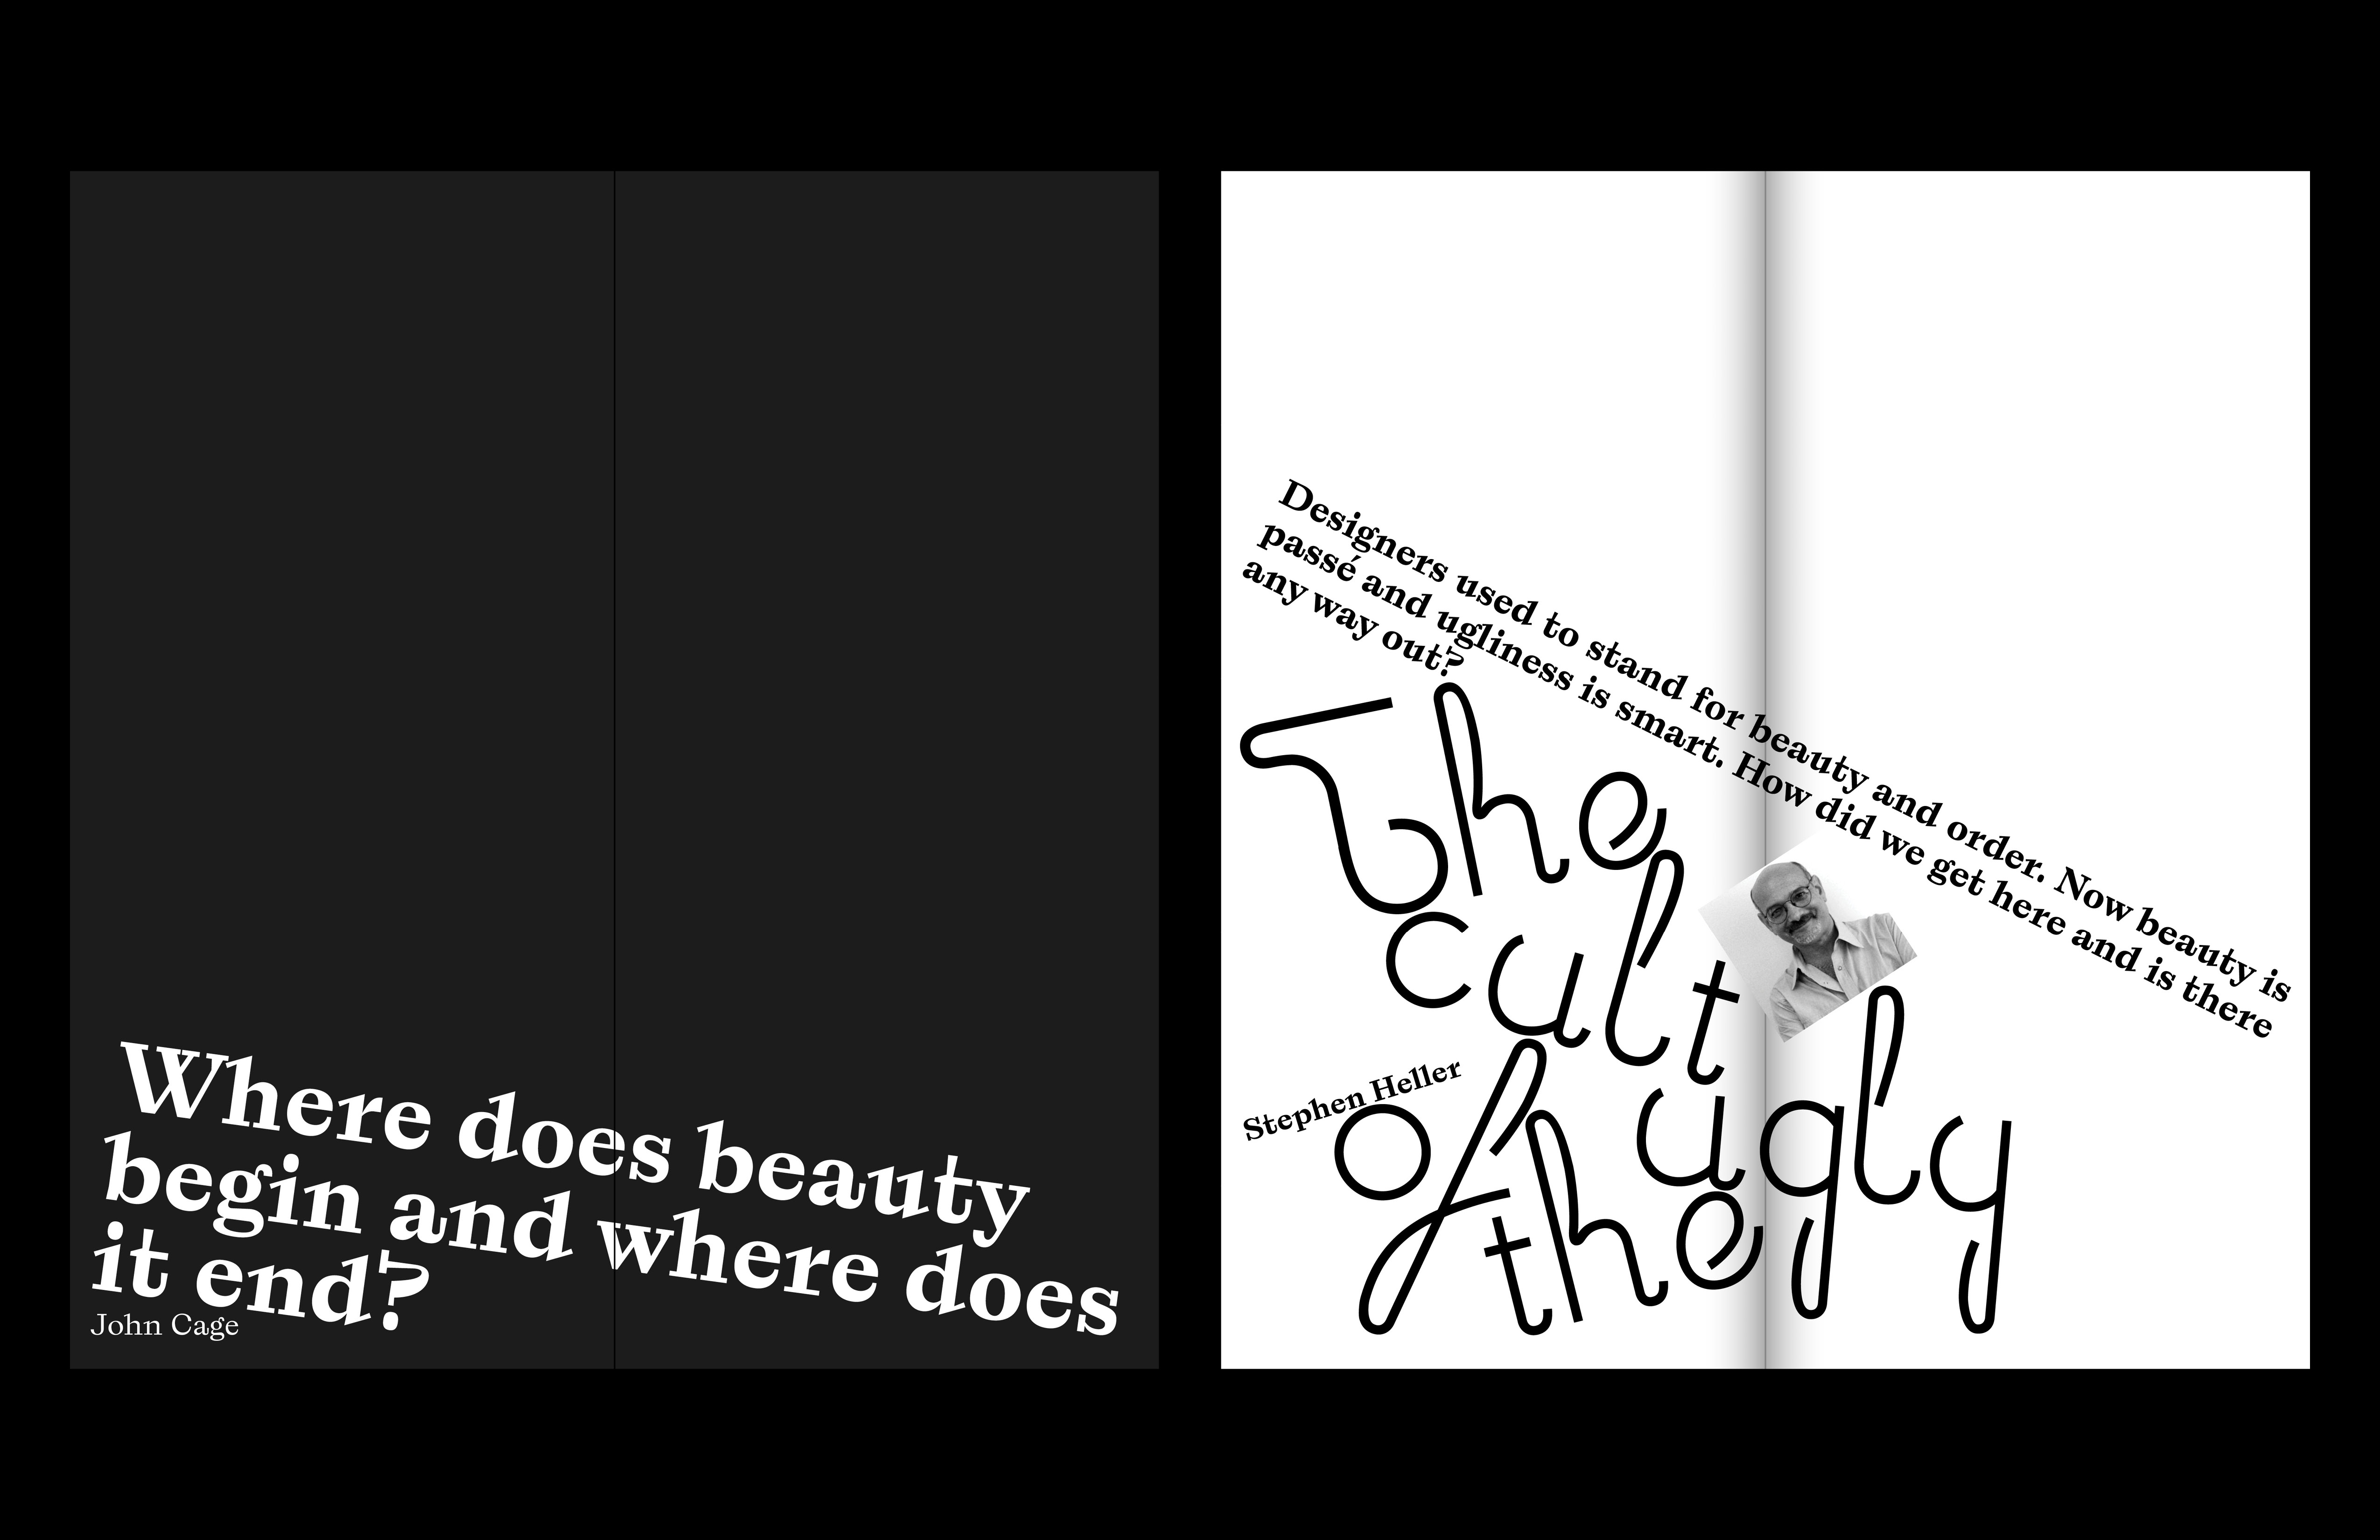 Where does beauty
begin and where does
it end?
John Cage
Designers used to stand for beauty and order. Now beauty is
passé and ugliness is smart. How did we get here and is there
any way out?
The
cult
of
the
ugly
Stephen Heller